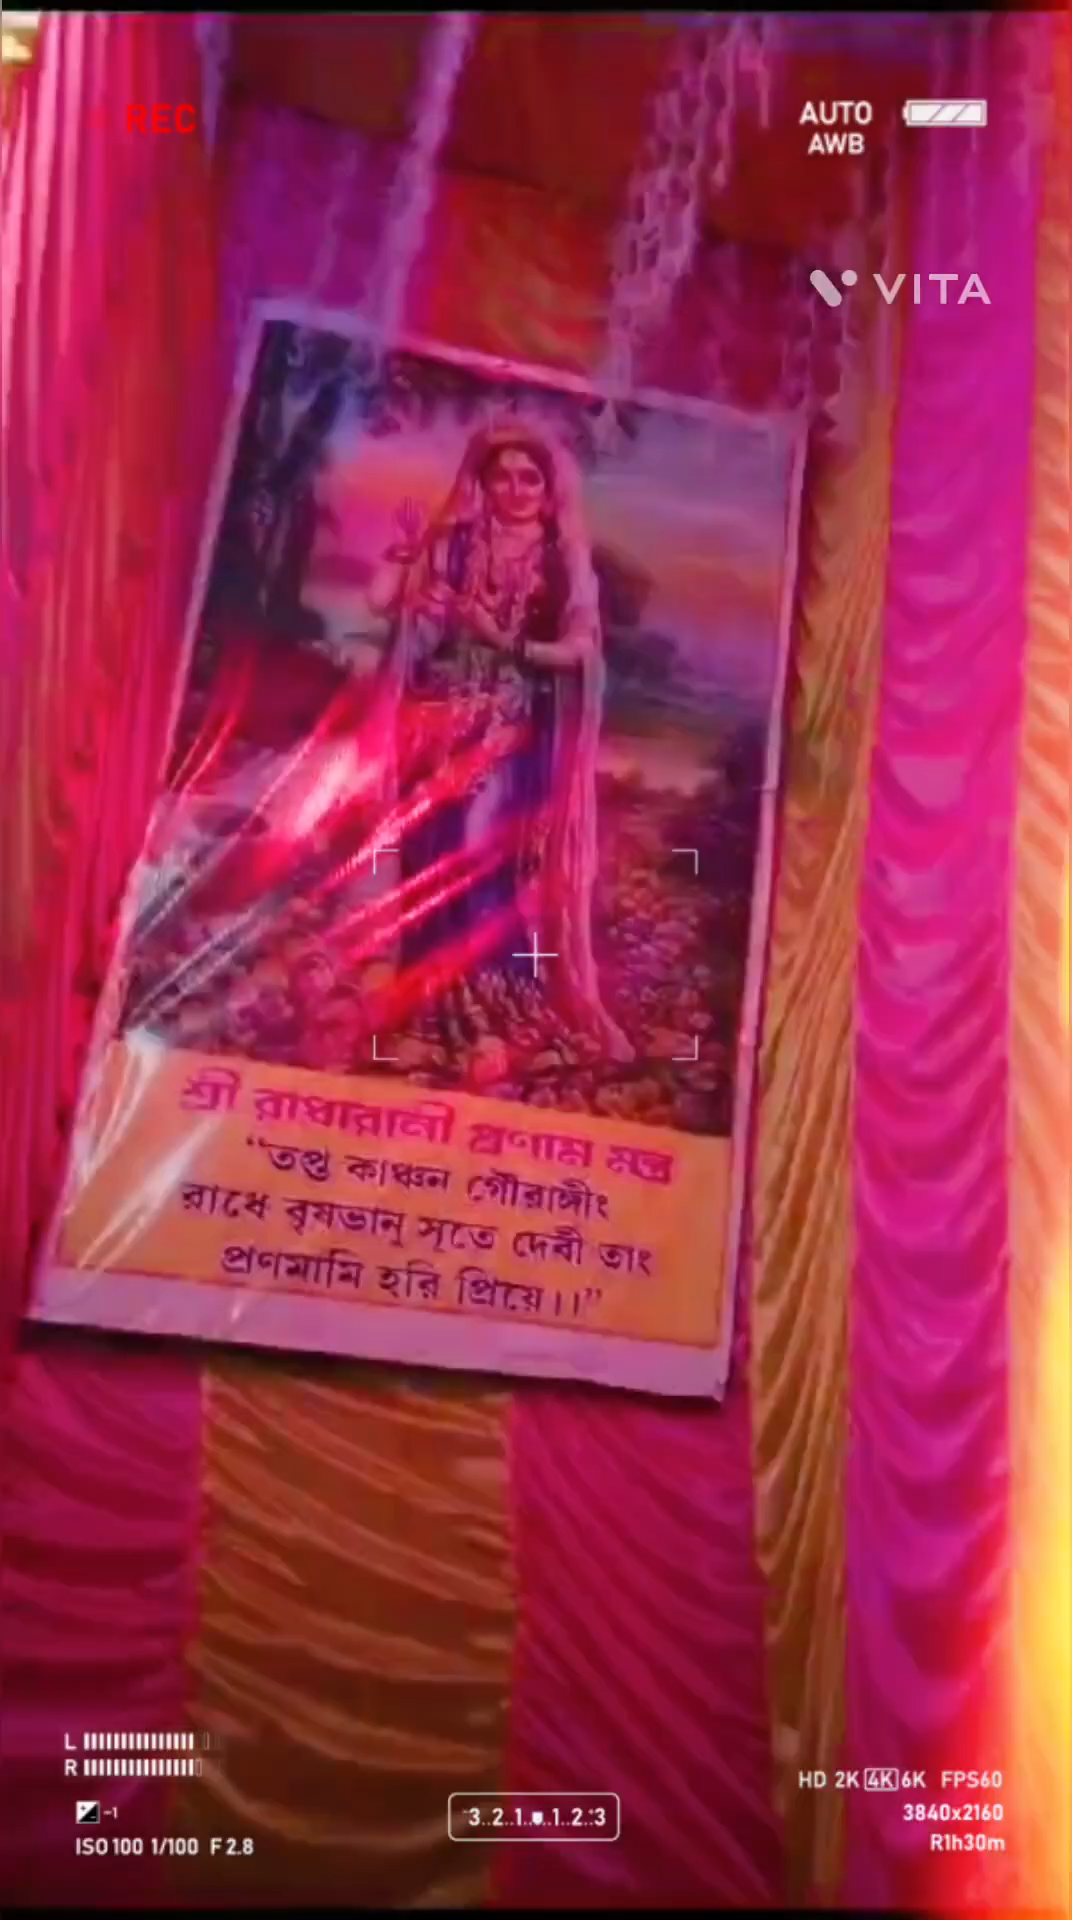 REC
AUTO
AWB
VITA
শ্রী রাধারানী প্রণাম মন্ত্র
“তপ্ত কাঞ্চন গৌরাঙ্গীং
রাধে বৃষভানু সূতে দেবী তাং
প্রণমামি হরি প্রিয়ে।।”
L
R
-1
ISO 100 1/100 F 2.8
3..2..1....1..2..3
HD 2K 4K 6K FPS60
3840x2160
R1h30m